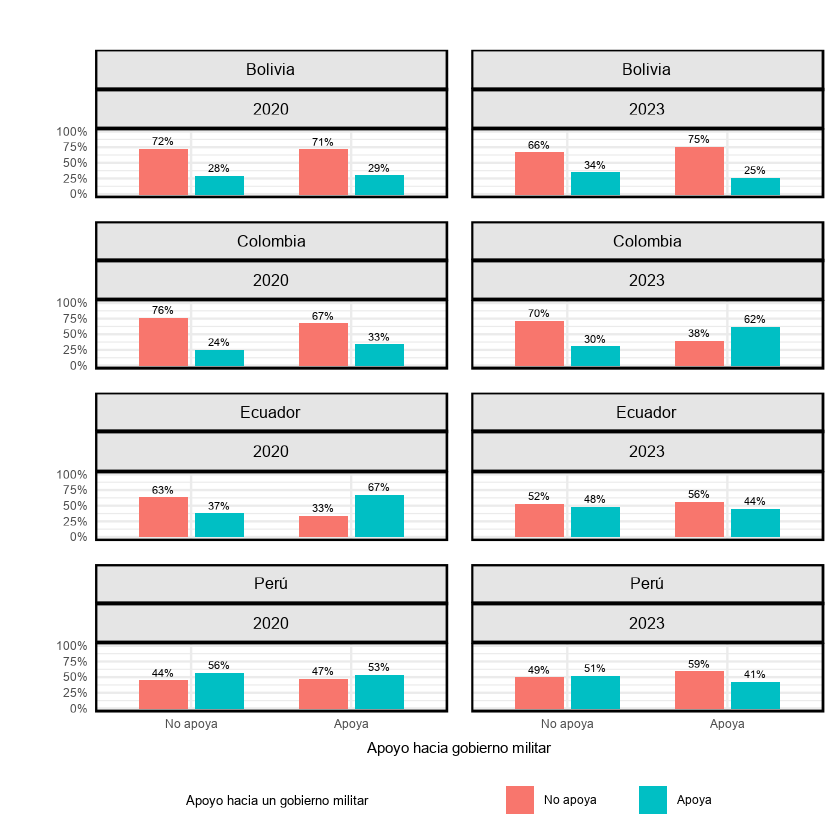 Bolivia Bolivia
2020 2023
100%
75%
50%
25%
0%
72% 28% 71% 29% 66% 34% 75% 25%
Colombia Colombia
2020 2023
100%
75%
50%
25%
0%
76% 24% 67% 33% 70% 30% 38% 62%
Ecuador Ecuador
2020 2023
100%
75%
50%
25%
0%
63% 37% 33% 67% 52% 48% 56% 44%
Perú Perú
2020 2023
100%
75%
50%
25%
0%
44% 56% 47% 53% 49% 51% 59% 41%
No apoya Apoya No apoya Apoya
Apoyo hacia gobierno militar
Apoyo hacia un gobierno militar No apoya Apoya